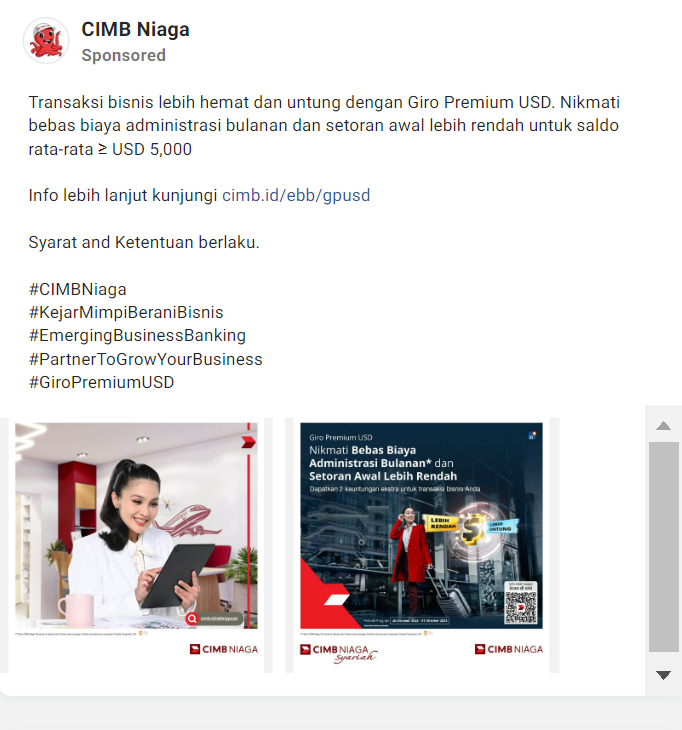 CIMB Niaga
Sponsored
Transaksi bisnis lebih hemat dan untung dengan Giro Premium USD. Nikmati
bebas biaya administrasi bulanan dan setoran awal lebih rendah untuk saldo
rata-rata ≥ USD 5,000
Info lebih lanjut kunjungi cimb.id/ebb/gpusd
Syarat and Ketentuan berlaku.
#CIMBNiaga
#KejarMimpiBeraniBisnis
#EmergingBusinessBanking
#PartnerToGrowYourBusiness
#GiroPremiumUSD
CIMB NIAGA
Giro Premium USD
Nikmati Bebas Biaya
Administrasi Bulanan* dan
Setoran Awal Lebih Rendah
Dapatkan 2 keuntungan ekstra untuk transaksi bisnis Anda
LEBIH
RENDAH
LEBIH
UNTUNG
Scan di sini
CIMB NIAGA
Syariah
CIMB NIAGA